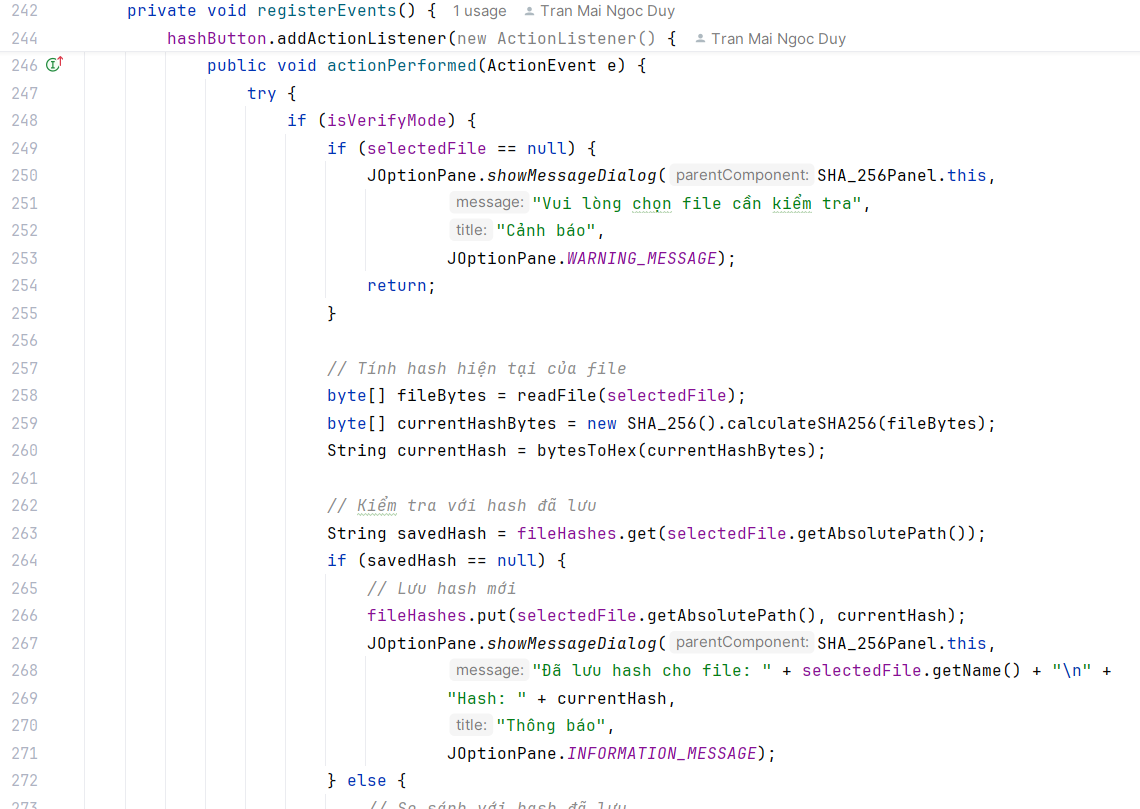 242 private void registerEvents() { 1 usage Tran Mai Ngoc Duy
244 hashButton.addActionListener(new ActionListener() { Tran Mai Ngoc Duy
246 public void actionPerformed(ActionEvent e) {
247 try {
248 if (isVerifyMode) {
249 if (selectedFile == null) {
250 JOptionPane.showMessageDialog( parentComponent: SHA_256Panel.this,
251 message: "Vui lòng chọn file cần kiểm tra",
252 title: "Cảnh báo",
253 JOptionPane.WARNING_MESSAGE);
254 return;
255 }
256
257 // Tính hash hiện tại của file
258 byte[] fileBytes = readFile(selectedFile);
259 byte[] currentHashBytes = new SHA_256().calculateSHA256(fileBytes);
260 String currentHash = bytesToHex(currentHashBytes);
261
262 // Kiểm tra với hash đã lưu
263 String savedHash = fileHashes.get(selectedFile.getAbsolutePath());
264 if (savedHash == null) {
265 // Lưu hash mới
266 fileHashes.put(selectedFile.getAbsolutePath(), currentHash);
267 JOptionPane.showMessageDialog( parentComponent: SHA_256Panel.this,
268 message: "Đã lưu hash cho file: " + selectedFile.getName() + "\n" +
269 "Hash: " + currentHash,
270 title: "Thông báo",
271 JOptionPane.INFORMATION_MESSAGE);
272 } else {
273 // So sánh với hash đã lưu